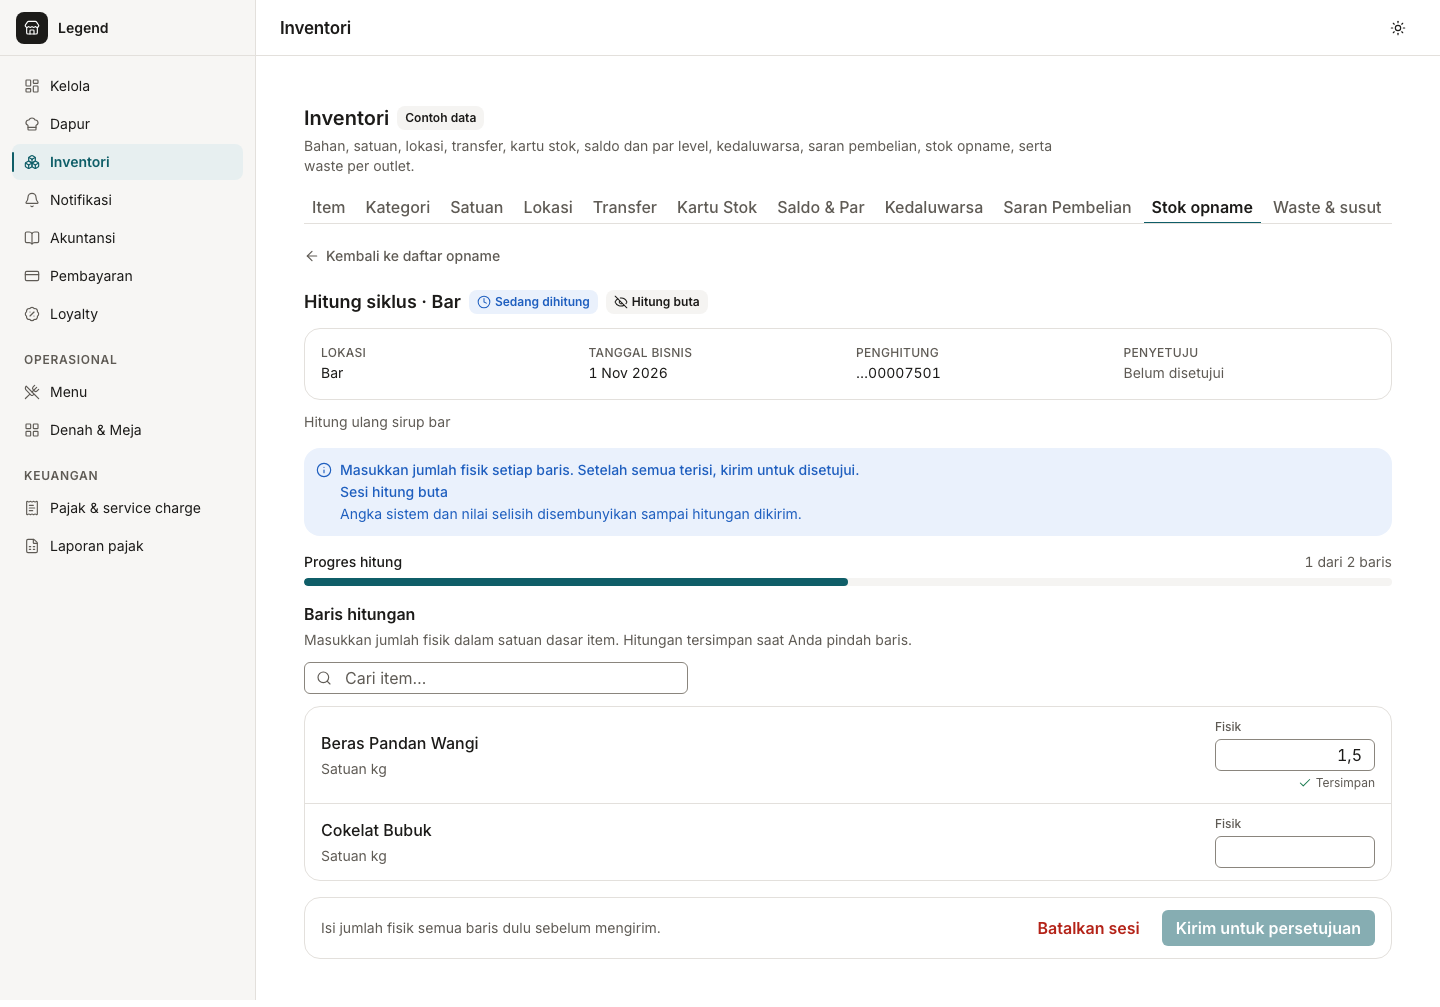 Legend
Inventori
Kelola
Dapur
Inventori
Notifikasi
Akuntansi
Pembayaran
Loyalty
OPERASIONAL
Menu
Denah & Meja
KEUANGAN
Pajak & service charge
Laporan pajak
Inventori
Contoh data
Bahan, satuan, lokasi, transfer, kartu stok, saldo dan par level, kedaluwarsa, saran pembelian, stok opname, serta
waste per outlet.
Item Kategori Satuan Lokasi Transfer Kartu Stok Saldo & Par Kedaluwarsa Saran Pembelian Stok opname Waste & susut
Kembali ke daftar opname
Hitung siklus · Bar Sedang dihitung Hitung buta
LOKASI TANGGAL BISNIS PENGHITUNG PENYETUJU
Bar 1 Nov 2026 …00007501 Belum disetujui
Hitung ulang sirup bar
Masukkan jumlah fisik setiap baris. Setelah semua terisi, kirim untuk disetujui.
Sesi hitung buta
Angka sistem dan nilai selisih disembunyikan sampai hitungan dikirim.
Progres hitung 1 dari 2 baris
Baris hitungan
Masukkan jumlah fisik dalam satuan dasar item. Hitungan tersimpan saat Anda pindah baris.
Cari item…
Beras Pandan Wangi
Satuan kg
Fisik
1,5
Tersimpan
Cokelat Bubuk
Satuan kg
Fisik
Isi jumlah fisik semua baris dulu sebelum mengirim.
Batalkan sesi
Kirim untuk persetujuan